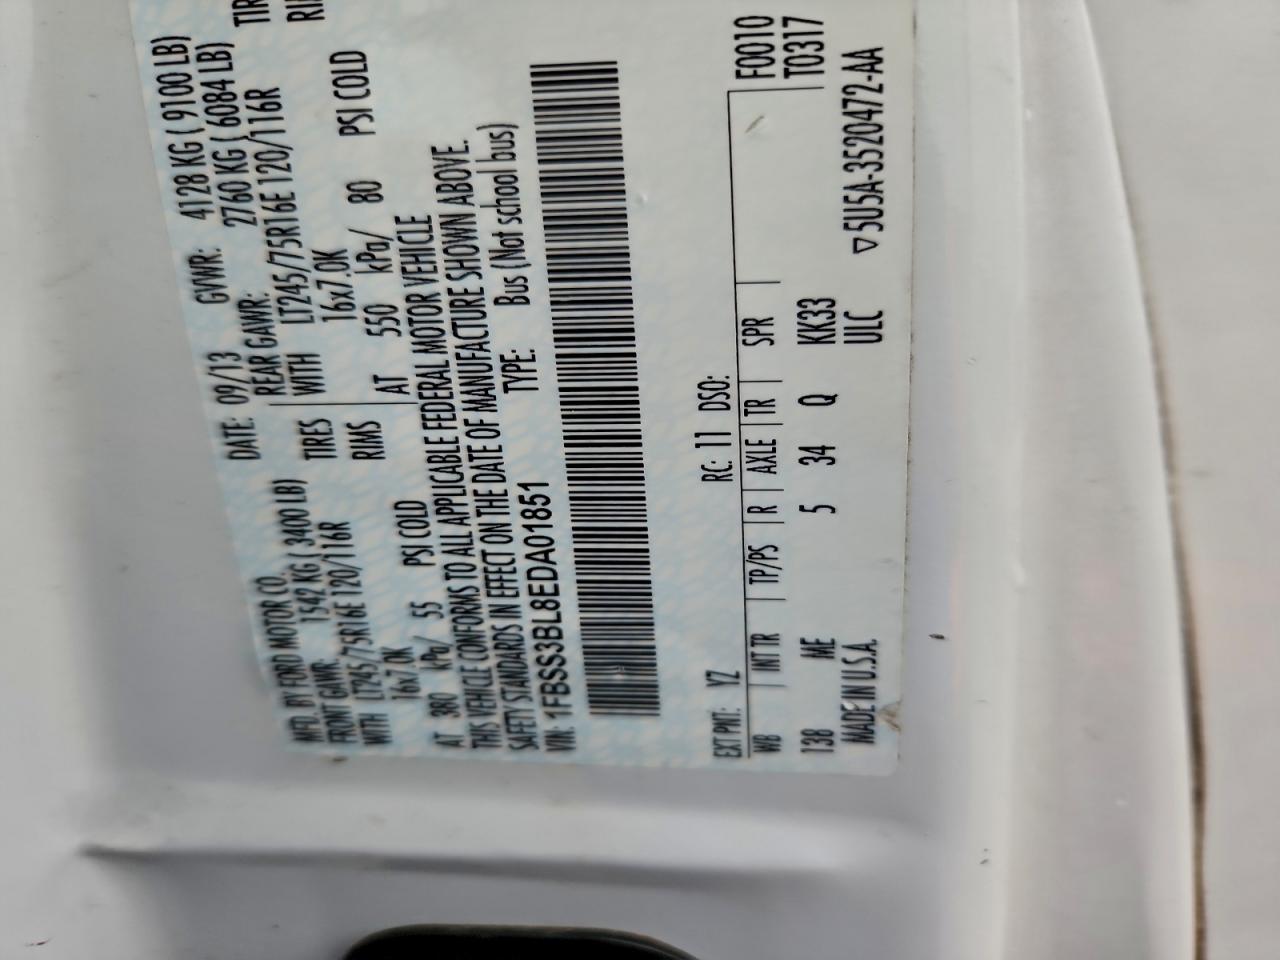 MFD. BY FORD MOTOR CO.
DATE: 09/13 GVWR: 4128 KG ( 9100 LB)
FRONT GAWR: 1542 KG ( 3400 LB) REAR GAWR: 2760 KG ( 6084 LB)
WITH LT245/75R16E 120/116R TIRES WITH LT245/75R16E 120/116R TIR
16x7.0K RIMS 16x7.0K RI
AT 380 kPa/ 55 PSI COLD AT 550 kPa/ 80 PSI COLD
THIS VEHICLE CONFORMS TO ALL APPLICABLE FEDERAL MOTOR VEHICLE
SAFETY STANDARDS IN EFFECT ON THE DATE OF MANUFACTURE SHOWN ABOVE.
VIN: 1FBSS3BL8EDA01851 TYPE: Bus (Not school bus)
EXT PNT: YZ RC: 11 DSO: F0010
WB INT TR TP/PS R AXLE TR SPR T0317
138 ME 5 34 Q KK33
MADE IN U.S.A. ULC ▽5U5A-3520472-AA